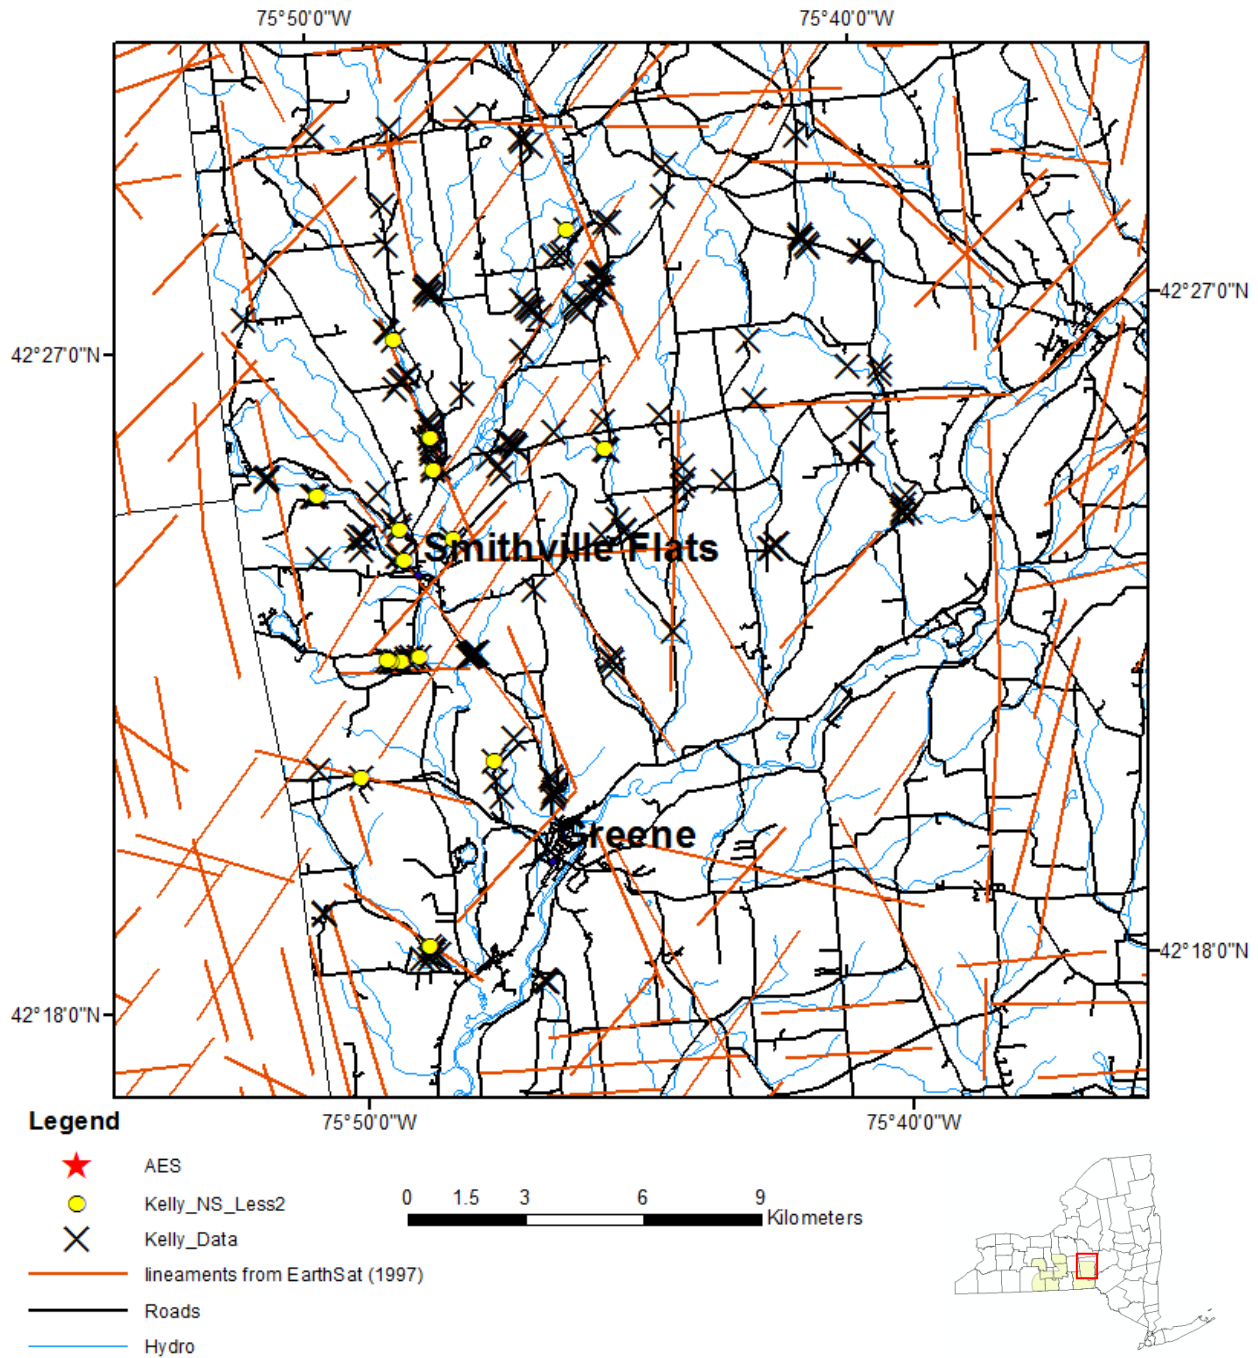 75°50'0"W
75°40'0"W
42°27'0"N
42°27'0"N
Smithville Flats
Greene
42°18'0"N
42°18'0"N
75°50'0"W
75°40'0"W
Legend
AES
Kelly_NS_Less2
Kelly_Data
lineaments from EarthSat (1997)
Roads
Hydro
0 1.5 3 6 9
Kilometers